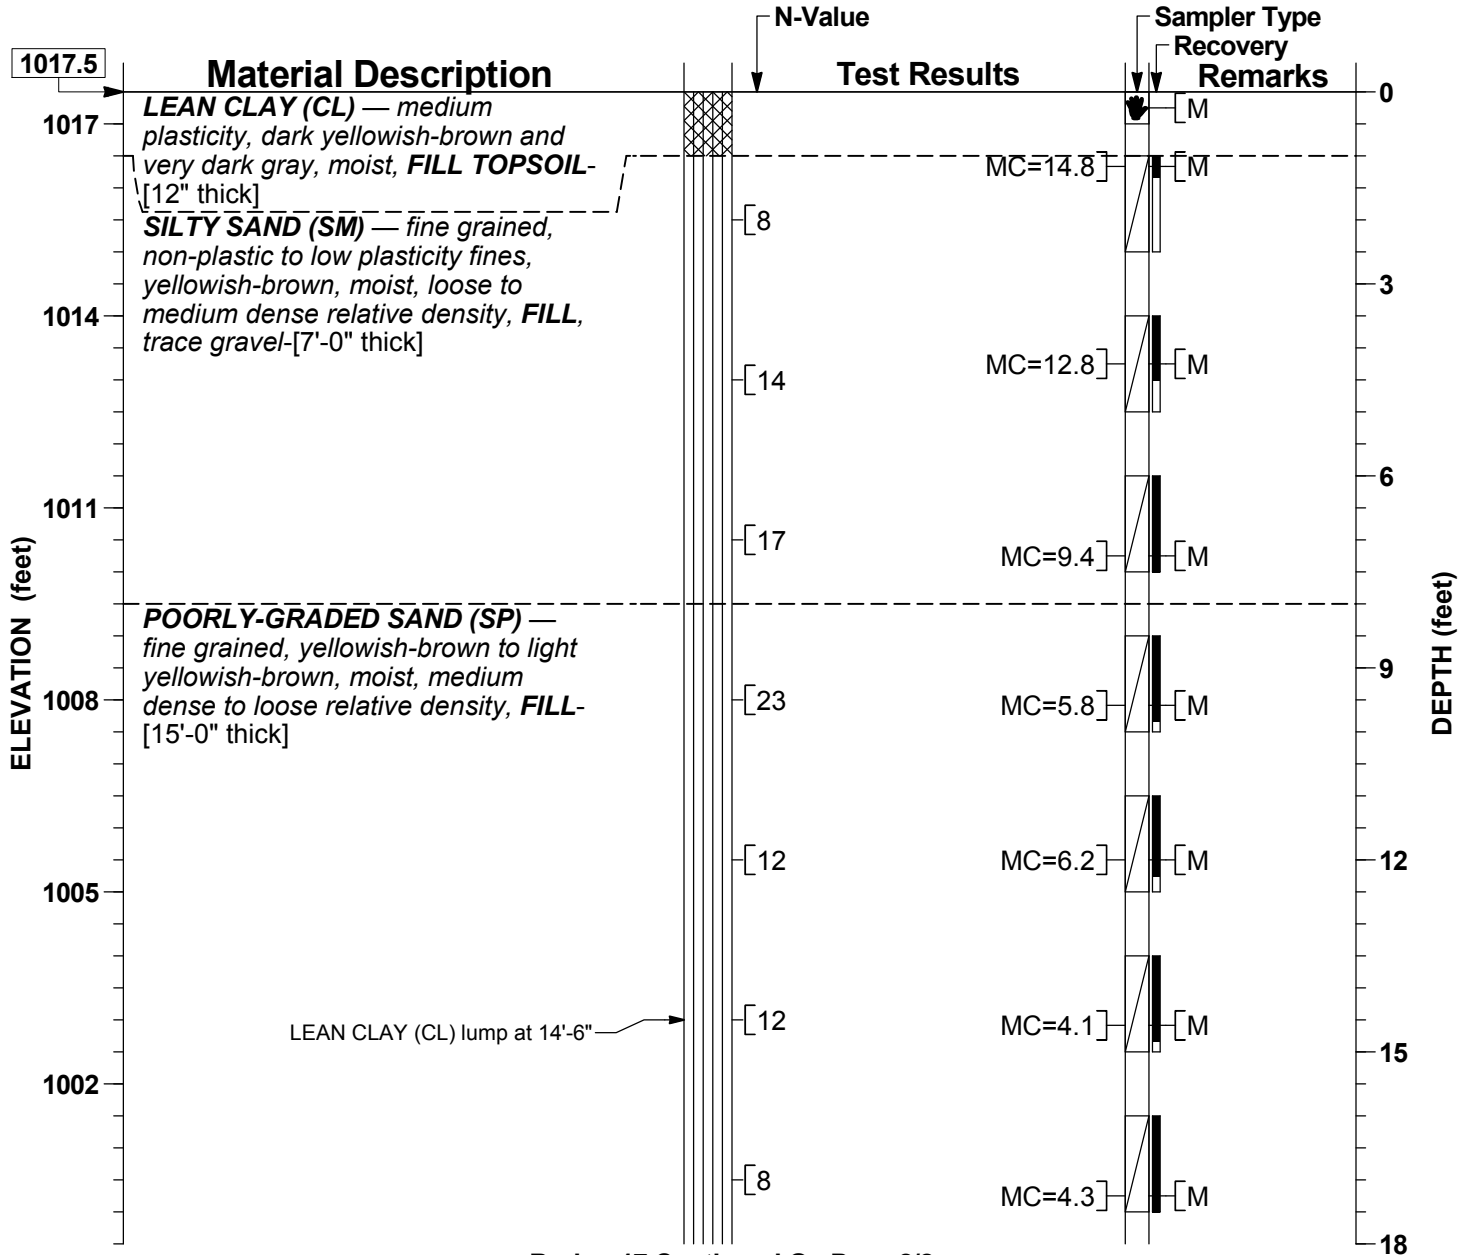 N-Value
Sampler Type
Recovery
1017.5
Material Description
Test Results
Remarks
0
LEAN CLAY (CL) — medium
plasticity, dark yellowish-brown and
very dark gray, moist, FILL TOPSOIL-
[12" thick]
1017
[M
MC=14.8]
[M
SILTY SAND (SM) — fine grained,
non-plastic to low plasticity fines,
yellowish-brown, moist, loose to
medium dense relative density, FILL,
trace gravel-[7'-0" thick]
[8
3
1014
MC=12.8]
[M
[14
6
1011
[17
MC=9.4]
[M
ELEVATION (feet)
DEPTH (feet)
POORLY-GRADED SAND (SP) —
fine grained, yellowish-brown to light
yellowish-brown, moist, medium
dense to loose relative density, FILL-
[15'-0" thick]
9
1008
[23
MC=5.8]
[M
[12
MC=6.2]
[M
12
1005
LEAN CLAY (CL) lump at 14'-6"
[12
MC=4.1]
[M
15
1002
[8
MC=4.3]
[M
18